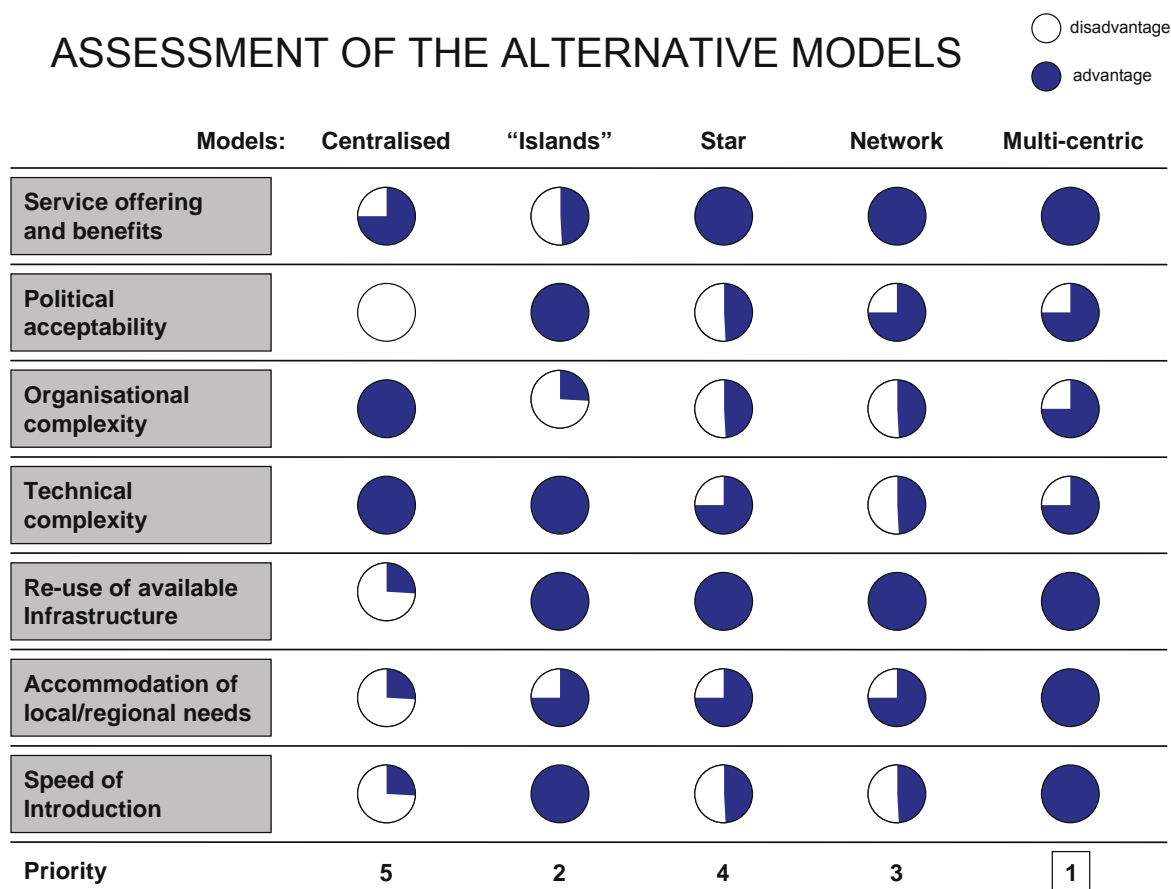 ASSESSMENT OF THE ALTERNATIVE MODELS
disadvantage
advantage
Models: Centralised “Islands” Star Network Multi-centric
Service offering
and benefits
Political
acceptability
Organisational
complexity
Technical
complexity
Re-use of available
Infrastructure
Accommodation of
local/regional needs
Speed of
Introduction
Priority 5 2 4 3 1